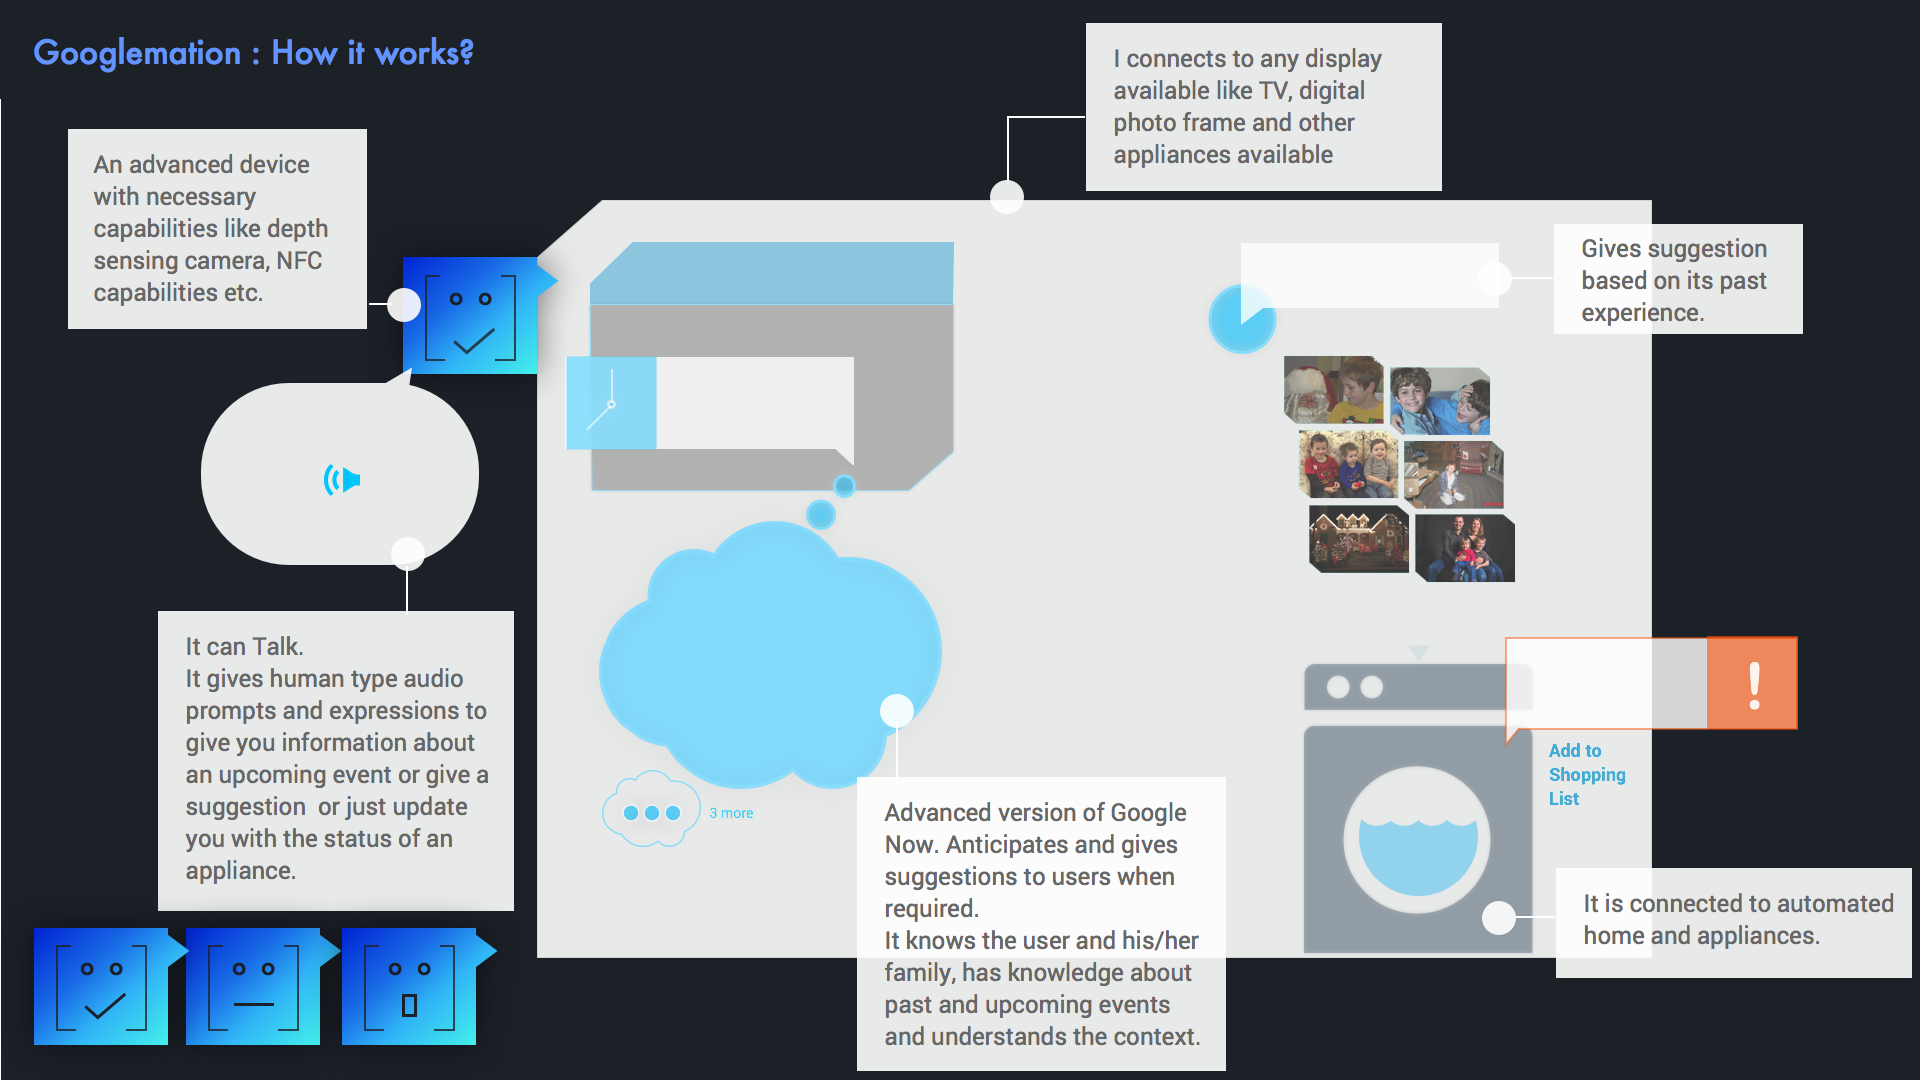 Googlemation : How it works?
I connects to any display
available like TV, digital
photo frame and other
appliances available
An advanced device
with necessary
capabilities like depth
sensing camera, NFC
capabilities etc.
Gives suggestion
based on its past
experience.
It can Talk.
It gives human type audio
prompts and expressions to
give you information about
an upcoming event or give a
suggestion or just update
you with the status of an
appliance.
!
Add to
Shopping
List
3 more
Advanced version of Google
Now. Anticipates and gives
suggestions to users when
required.
It knows the user and his/her
family, has knowledge about
past and upcoming events
and understands the context.
It is connected to automated
home and appliances.